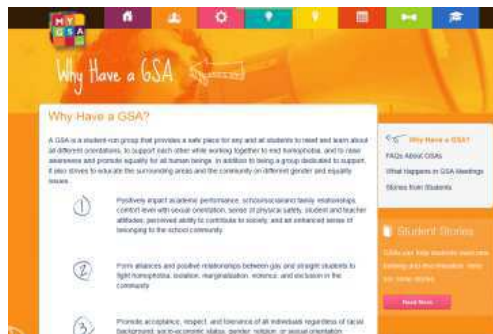 MY
GSA
Why Have a GSA
Why Have a GSA?
A GSA is a student-run group that provides a safe place for any and all students to meet and learn about
all different orientations, to support each other while working together to end homophobia, and to raise
awareness and promote equality for all human beings. In addition to being a group dedicated to support,
it also strives to educate the surrounding areas and the community on different gender and equality
issues.
1
Positively impact academic performance, school/social/and family relationships,
comfort level with sexual orientation, sense of physical safety, student and teacher
attitudes, perceived ability to contribute to society, and an enhanced sense of
belonging to the school community.
2
Form alliances and positive relationships between gay and straight students to
fight homophobia, isolation, marginalization, violence, and exclusion in the
community
3
Promote acceptance, respect, and tolerance of all individuals regardless of racial
background, socio-economic status, gender, religion, or sexual orientation
Why Have a GSA?
FAQs About GSAs
What Happens in GSA Meetings
Stories from Students
Student Stories
GSAs can help students
Read More